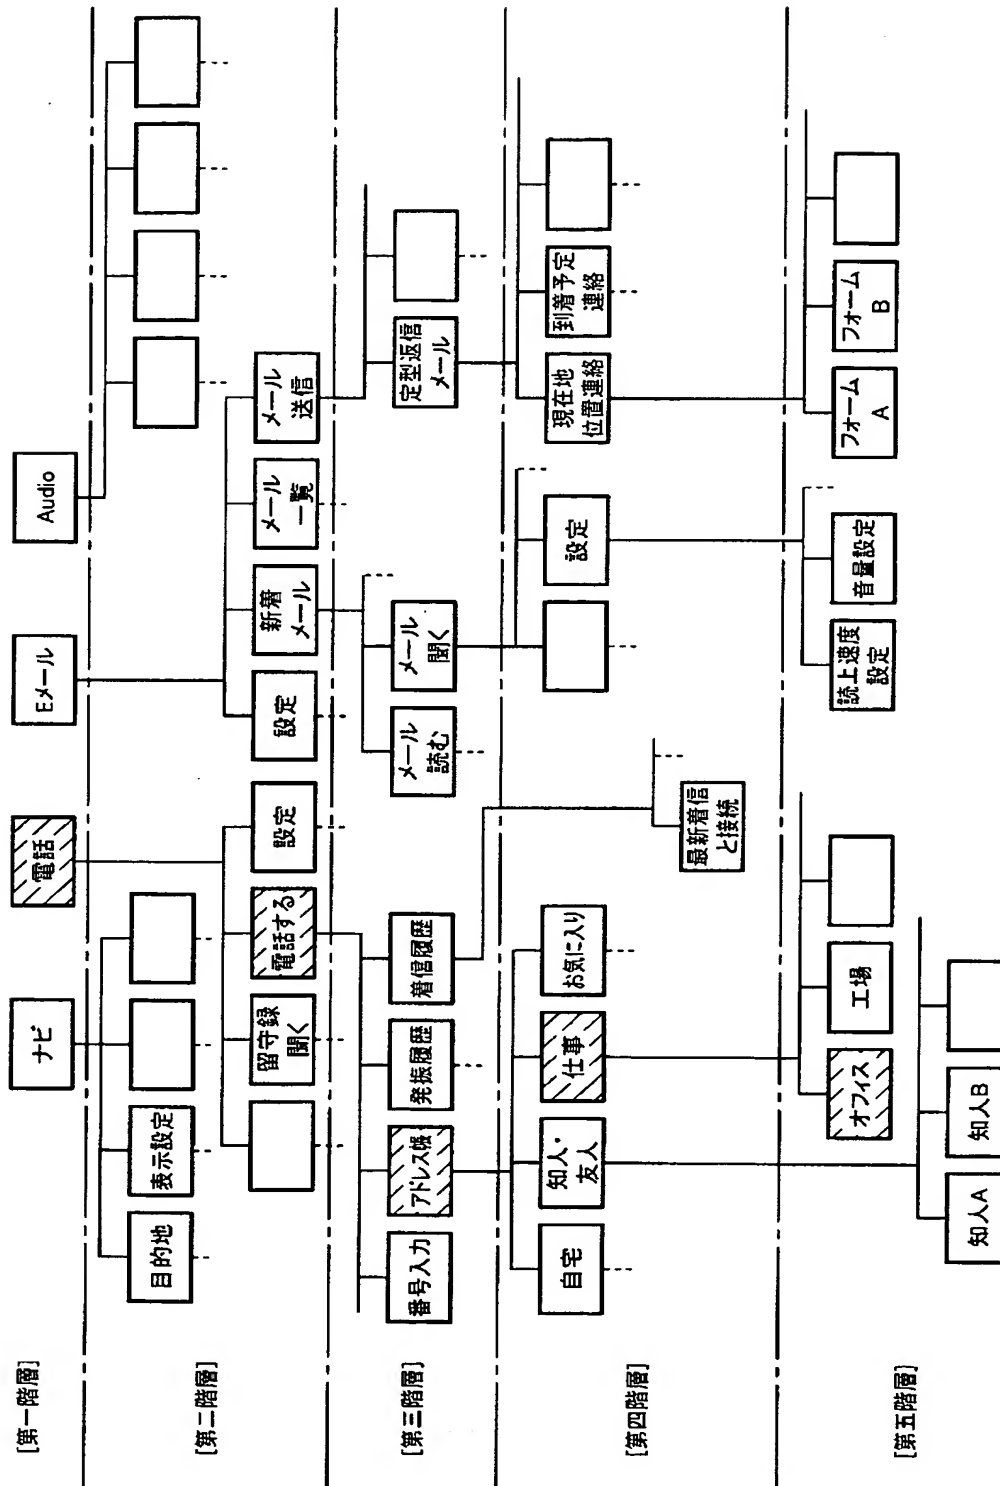 [第一階層]
ナビ
電話
Eメール
Audio
[第二階層]
目的地
表示設定
留守録
聞く
電話する
設定
設定
新着
メール
メール
一覧
メール
送信
[第三階層]
番号入力
アドレス帳
発振履歴
着信履歴
メール
読む
メール
聞く
定型返信
メール
[第四階層]
自宅
知人・
友人
仕事
お気に入り
最新着信
と接続
設定
現在地
位置連絡
到着予定
連絡
[第五階層]
知人A
知人B
オフィス
工場
読上速度
設定
音量設定
フォーム
A
フォーム
B